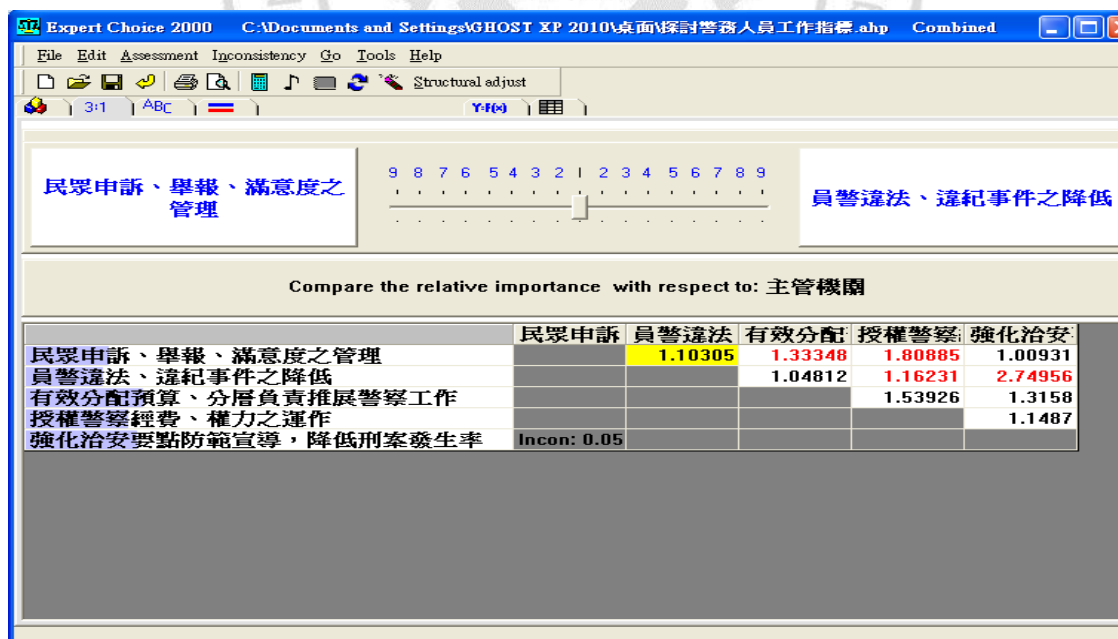 Expert Choice 2000 C:\Documents and Settings\GHOST XP 2010\桌面\探討警務人員工作指標.ahp Combined
File Edit Assessment Inconsistency Go Tools Help
Structural adjust
3:1 ABC Y=F(x)
9 8 7 6 5 4 3 2 1 2 3 4 5 6 7 8 9
民眾申訴、舉報、滿意度之
管理
員警違法、違紀事件之降低
Compare the relative importance with respect to: 主管機關
民眾申訴 員警違法 有效分配 授權警察 強化治安
民眾申訴、舉報、滿意度之管理 1.10305 1.33348 1.80885 1.00931
員警違法、違紀事件之降低 1.04812 1.16231 2.74956
有效分配預算、分層負責推展警察工作 1.53926 1.3158
授權警察經費、權力之運作 1.1487
強化治安要點防範宣導，降低刑案發生率 Incon: 0.05